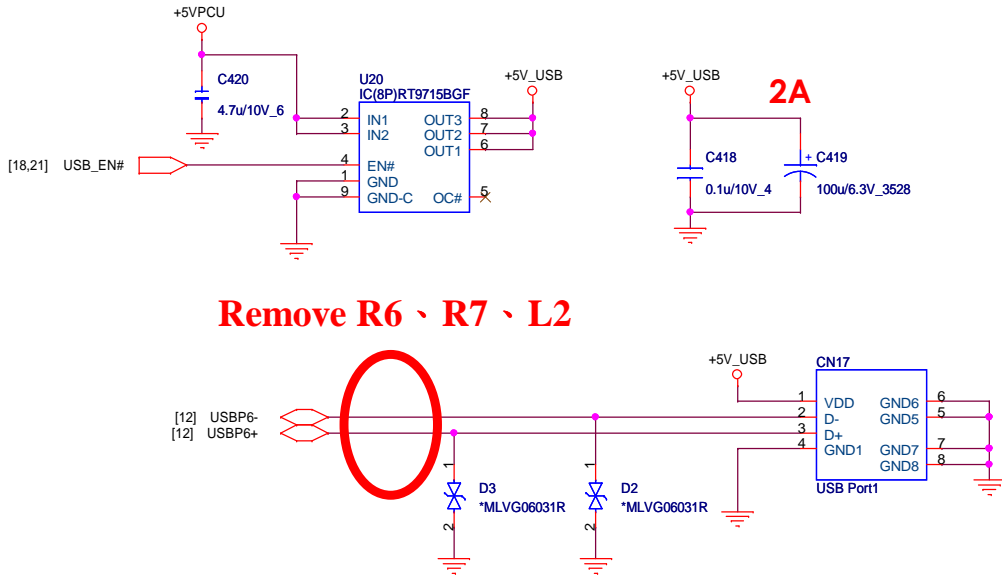 +5VPCU
C420
4.7u/10V_6
U20
IC(8P)RT9715BGF
2 IN1 OUT3 8
3 IN2 OUT2 7
OUT1 6
4 EN#
1 GND
9 GND-C OC# 5
+5V_USB
[18,21] USB_EN#
+5V_USB
2A
C418
0.1u/10V_4
+ C419
100u/6.3V_3528
Remove R6、R7、L2
+5V_USB
CN17
[12] USBP6-
[12] USBP6+
1 VDD GND6 6
2 D- GND5 5
3 D+
4 GND1 GND7 7
GND8 8
USB Port1
1
D3
*MLVG06031R
2
1
D2
*MLVG06031R
2